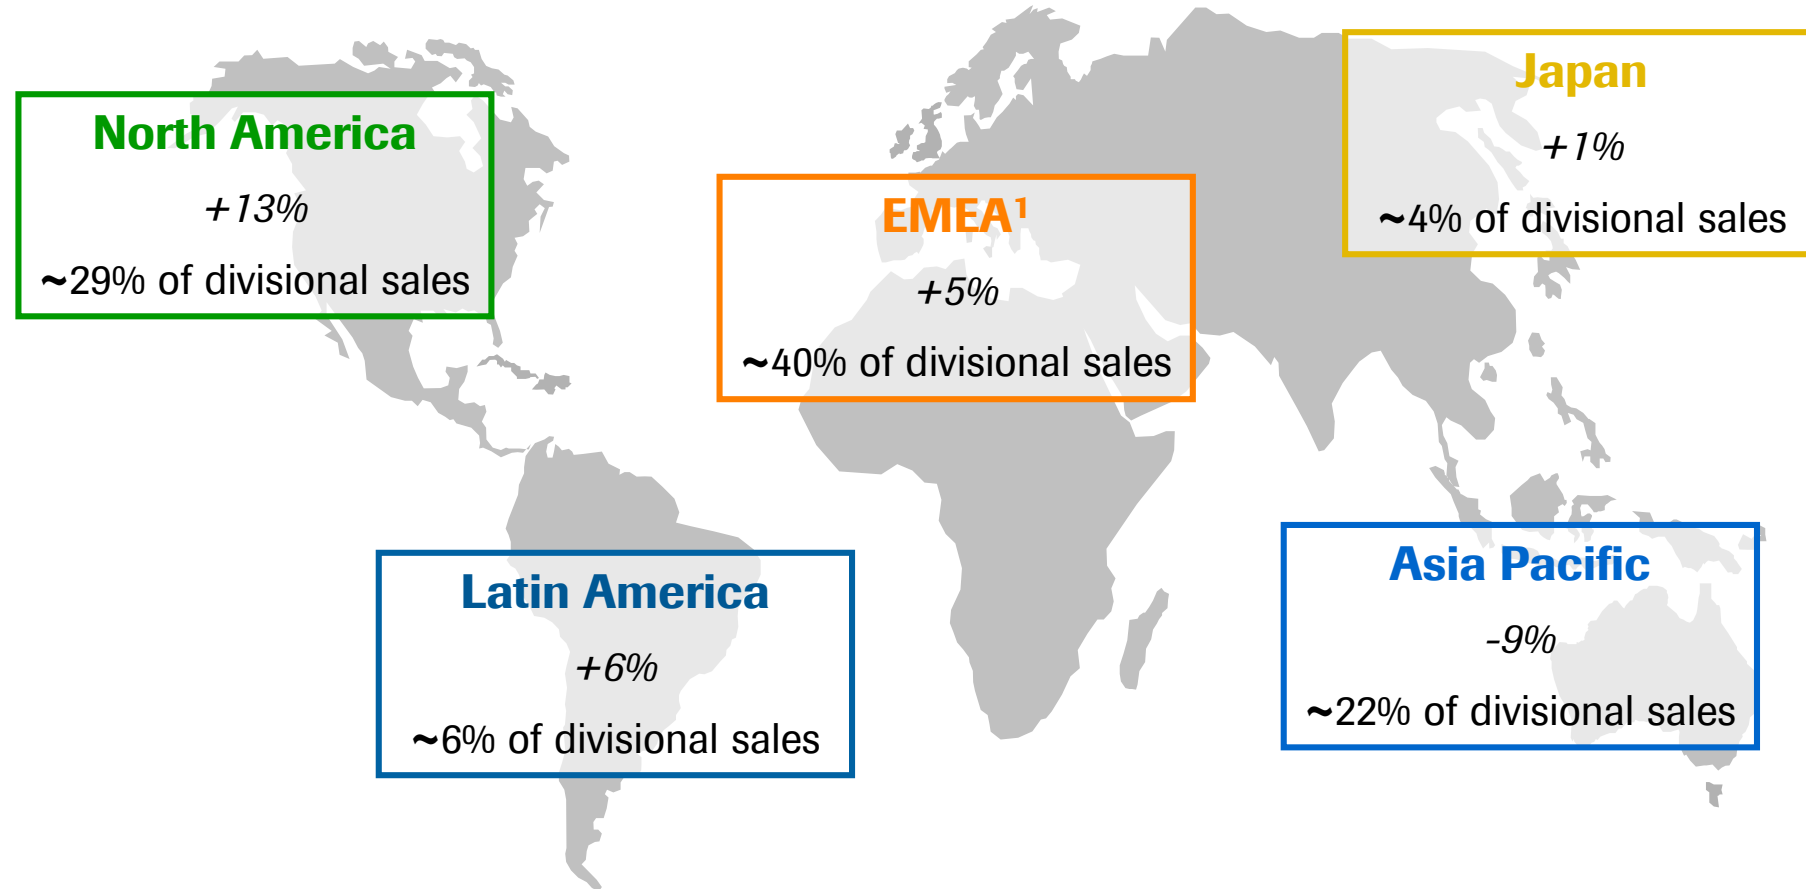 North America
+13%
~29% of divisional sales
EMEA¹
+5%
~40% of divisional sales
Japan
+1%
~4% of divisional sales
Latin America
+6%
~6% of divisional sales
Asia Pacific
-9%
~22% of divisional sales